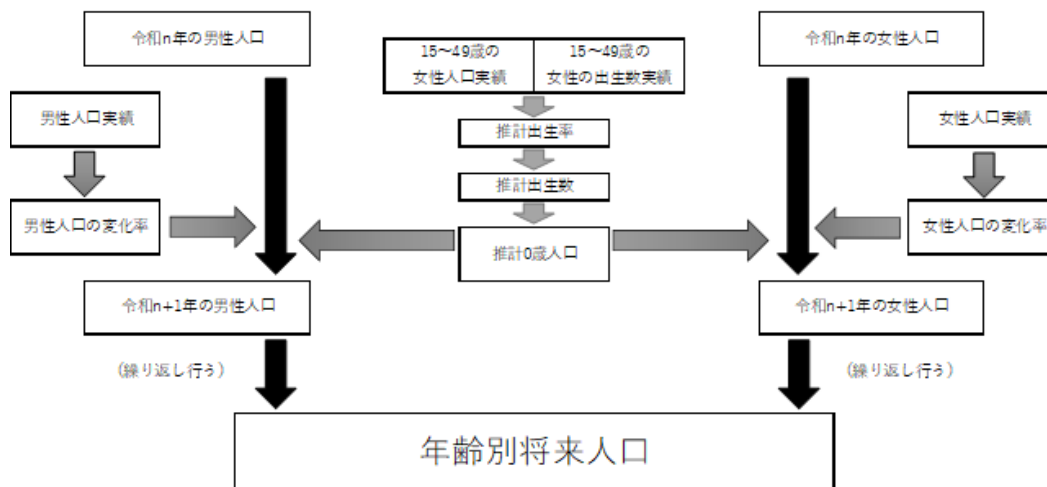 令和n年の男性人口
15～49歳の
女性人口実績
15～49歳の
女性の出生数実績
令和n年の女性人口
男性人口実績
推計出生率
女性人口実績
推計出生数
男性人口の変化率
推計0歳人口
女性人口の変化率
令和n+1年の男性人口
令和n+1年の女性人口
(繰り返し行う)
(繰り返し行う)
年齢別将来人口